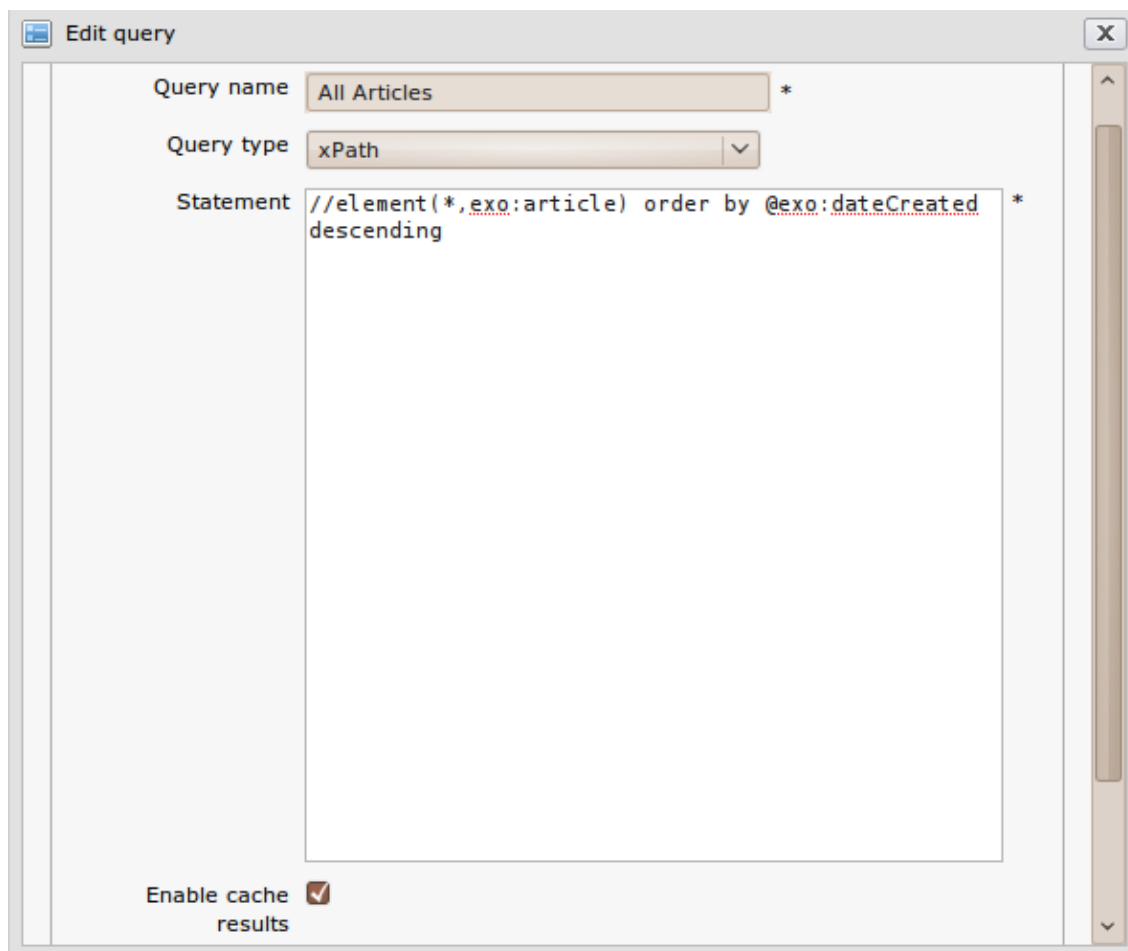 Edit query
X
Query name All Articles *
Query type xPath
Statement //element(*,exo:article) order by @exo:dateCreated *
descending
Enable cache
results